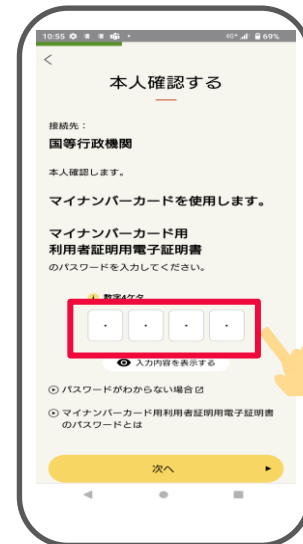 10:55
4G+ 69%
<
本人確認する
接続先：
国等行政機関
本人確認します。
マイナンバーカードを使用します。
マイナンバーカード用
利用者証明用電子証明書
のパスワードを入力してください。
数字4ケタ
入力内容を表示する
パスワードがわからない場合
マイナンバーカード用利用者証明用電子証明書
のパスワードとは
次へ